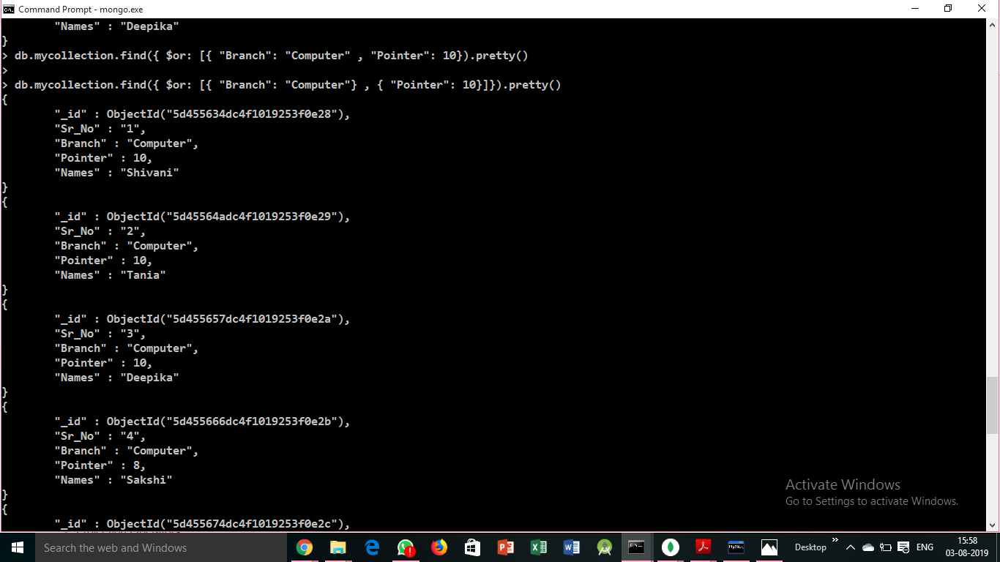 Command Prompt - mongo.exe
"Names" : "Deepika"
}
> db.mycollection.find({ $or: [{ "Branch": "Computer" , "Pointer": 10}).pretty()
>
> db.mycollection.find({ $or: [{ "Branch": "Computer"} , { "Pointer": 10}]}).pretty()
{
"_id" : ObjectId("5d455634dc4f1019253f0e28"),
"Sr_No" : "1",
"Branch" : "Computer",
"Pointer" : 10,
"Names" : "Shivani"
}
{
"_id" : ObjectId("5d45564adc4f1019253f0e29"),
"Sr_No" : "2",
"Branch" : "Computer",
"Pointer" : 10,
"Names" : "Tania"
}
{
"_id" : ObjectId("5d455657dc4f1019253f0e2a"),
"Sr_No" : "3",
"Branch" : "Computer",
"Pointer" : 10,
"Names" : "Deepika"
}
{
"_id" : ObjectId("5d455666dc4f1019253f0e2b"),
"Sr_No" : "4",
"Branch" : "Computer",
"Pointer" : 8,
"Names" : "Sakshi"
}
{
"_id" : ObjectId("5d455674dc4f1019253f0e2c"),
Activate Windows
Go to Settings to activate Windows.
Search the web and Windows
Desktop
ENG
15:58
03-08-2019